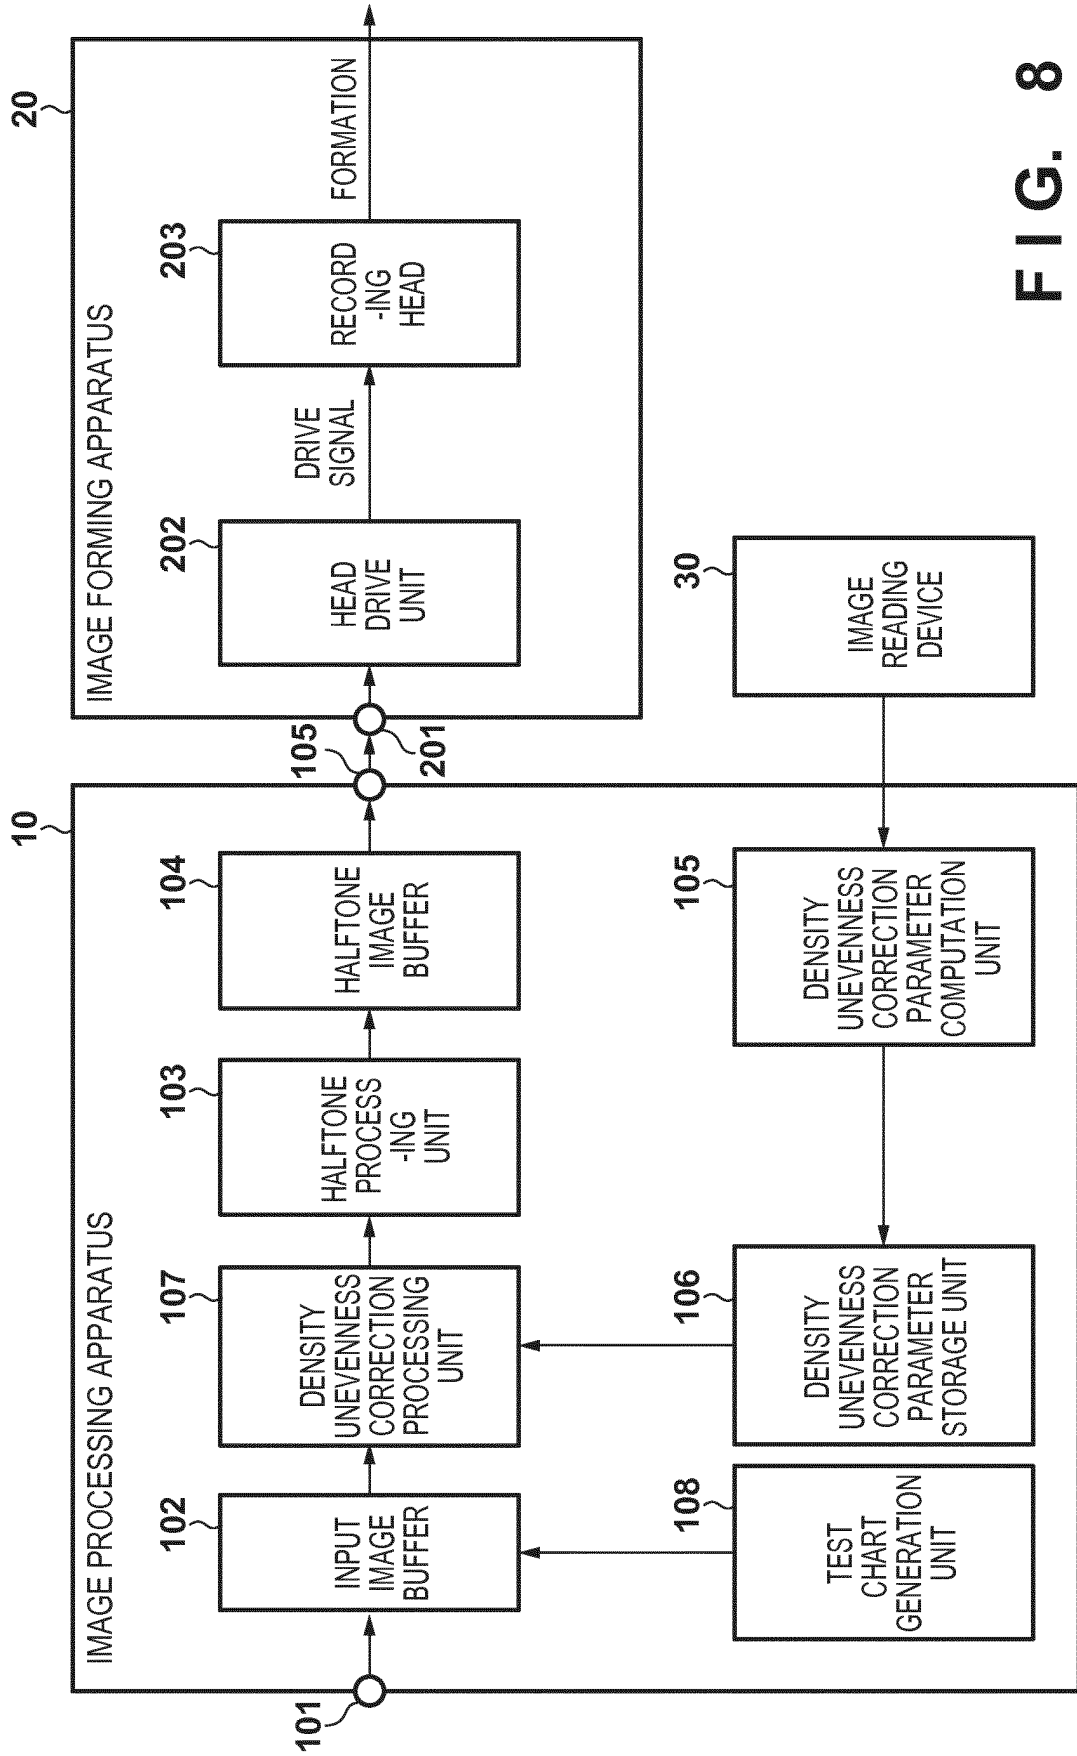 IMAGE PROCESSING APPARATUS
10
101
102
INPUT
IMAGE
BUFFER
107
DENSITY
UNEVENNESS
CORRECTION
PROCESSING
UNIT
103
HALFTONE
PROCESS
-ING
UNIT
104
HALFTONE
IMAGE
BUFFER
105
108
TEST
CHART
GENERATION
UNIT
106
DENSITY
UNEVENNESS
CORRECTION
PARAMETER
STORAGE UNIT
105
DENSITY
UNEVENNESS
CORRECTION
PARAMETER
COMPUTATION
UNIT
IMAGE FORMING APPARATUS
20
201
202
HEAD
DRIVE
UNIT
DRIVE
SIGNAL
203
RECORD
-ING
HEAD
FORMATION
30
IMAGE
READING
DEVICE
FIG. 8